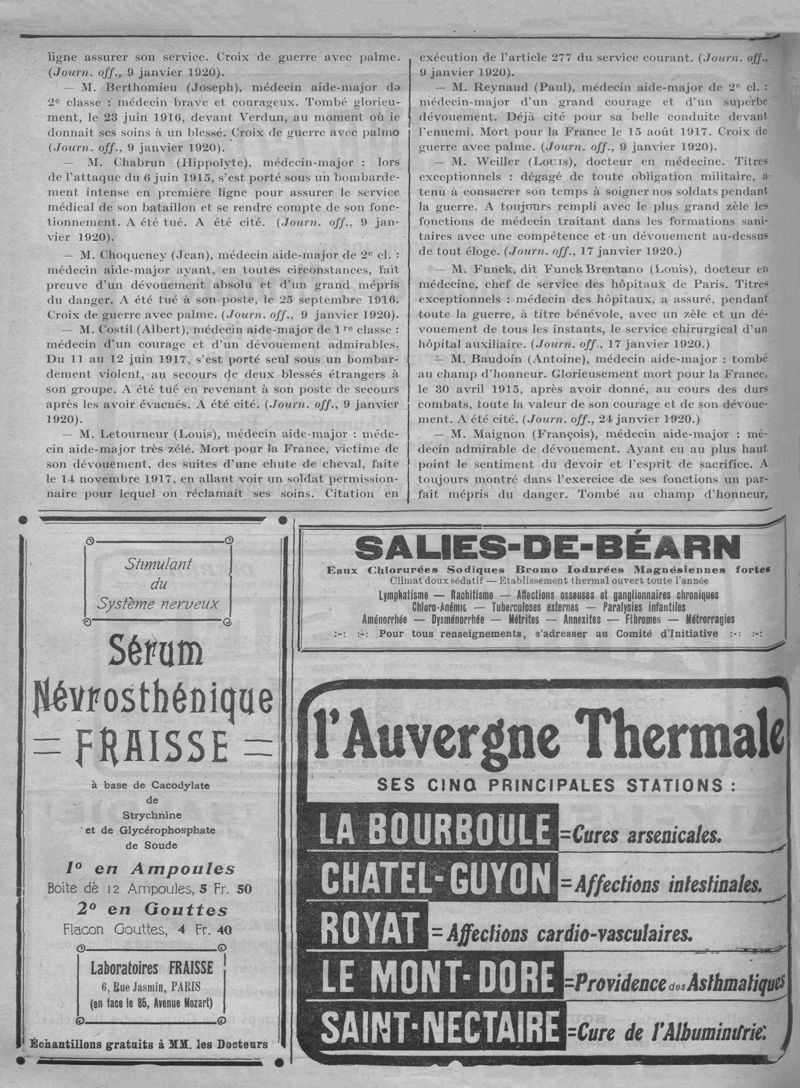 ligne assurer son service. Croix de guerre avec palme.
(Journ. off., 9 janvier 1920).
— M. Berthomieu (Joseph), médecin aide-major de
2e classe : médecin brave et courageux. Tombé glorieu-
ment, le 23 juin 1916, devant Verdun, au moment où ie
donnait ses soins à un blessé. Croix de guerre avec palmo
(Journ. off., 9 janvier 1920).
— M. Chabrun (Hippolyte), médecin-major : lors
de l'attaque du 6 juin 1915, s'est porté sous un bombarde-
ment intense en première ligne pour assurer le service
médical de son bataillon et se rendre compte de son fonc-
tionnement. A été tué. A été cité. (Journ. off., 9 jan-
vier 1920).
— M. Choqueney (Jean), médecin aide-major de 2e cl. :
médecin aide-major ayant, en toutes circonstances, fait
preuve d'un dévouement absolu et d'un grand mépris
du danger. A été tué à son poste, le 25 septembre 1916.
Croix de guerre avec palme. (Journ. off., 9 janvier 1920).
— M. Costil (Albert), médecin aide-major de 1re classe :
médecin d'un courage et d'un dévouement admirables.
Du 11 au 12 juin 1917, s'est porté seul sous un bombar-
dement violent, au secours de deux blessés étrangers à
son groupe. A été tué en revenant à son poste de secours
après les avoir évacués. A été cité. (Journ. off., 9 janvier
1920).
— M. Letourneur (Louis), médecin aide-major : méde-
cin aide-major très zélé. Mort pour la France, victime de
son dévouement, des suites d'une chute de cheval, faite
le 14 novembre 1917, en allant voir un soldat permission-
naire pour lequel on réclamait ses soins. Citation en
exécution de l'article 277 du service courant. (Journ. off.,
9 janvier 1920).
— M. Reynaud (Paul), médecin aide-major de 2e cl. :
médecin-major d'un grand courage et d'un superbe
dévouement. Déjà cité pour sa belle conduite devant
l'ennemi. Mort pour la France le 15 août 1917. Croix de
guerre avec palme. (Journ. off., 9 janvier 1920).
— M. Weiller (Louis), docteur en médecine. Titres
exceptionnels : dégagé de toute obligation militaire, a
tenu à consacrer son temps à soigner nos soldats pendant
la guerre. A toujours rempli avec le plus grand zèle les
fonctions de médecin traitant dans les formations sani-
taires avec une compétence et un dévouement au-dessus
de tout éloge. (Journ. off., 17 janvier 1920.)
— M. Funck, dit Funck Brentano (Louis), docteur en
médecine, chef de service des hôpitaux de Paris. Titres
exceptionnels : médecin des hôpitaux, a assuré, pendant
toute la guerre, à titre bénévole, avec un zèle et un dé-
vouement de tous les instants, le service chirurgical d'un
hôpital auxiliaire. (Journ. off., 17 janvier 1920.)
— M. Baudoin (Antoine), médecin aide-major : tombé
au champ d'honneur. Glorieusement mort pour la France,
le 30 avril 1915, après avoir donné, au cours des durs
combats, toute la valeur de son courage et de son dévoue-
ment. A été cité. (Journ. off., 24 janvier 1920.)
— M. Maignon (François), médecin aide-major : mé-
decin admirable de dévouement. Ayant eu au plus haut
point le sentiment du devoir et l'esprit de sacrifice. A
toujours montré dans l'exercice de ses fonctions un par-
fait mépris du danger. Tombé au champ d'honneur,
Stimulant
du
Système nerveux
Sérum
Névrosthénique
= FRAISSE =
à base de Cacodylate
de
Strychnine
et de Glycérophosphate
de Soude
1o en Ampoules
Boite de 12 Ampoules, 5 Fr. 50
2o en Gouttes
Flacon Gouttes, 4 Fr. 40
Laboratoires FRAISSE
6, Rue Jasmin, PARIS
(en face le 85, Avenue Mozart)
Échantillons gratuits à MM. les Docteurs
SALIES-DE-BÉARN
Eaux Chlorurées Sodiques Bromo Iodurées Magnésiennes fortes
Climat doux sédatif — Etablissement thermal ouvert toute l'année
Lymphatisme — Rachitisme — Affections osseuses et ganglionnaires chroniques
Chloro-Anémie — Tuberculoses externes — Paralysies infantiles
Aménorrhée — Dysménorrhée — Métrites — Annexites — Fibromes — Métrorragies
:-: :-: Pour tous renseignements, s'adresser au Comité d'Initiative :-: :-:
l'Auvergne Thermale
SES CINQ PRINCIPALES STATIONS :
LA BOURBOULE = Cures arsenicales.
CHATEL-GUYON = Affections intestinales.
ROYAT = Affections cardio-vasculaires.
LE MONT-DORE = Providence des Asthmatiques
SAINT-NECTAIRE = Cure de l'Albuminurie.